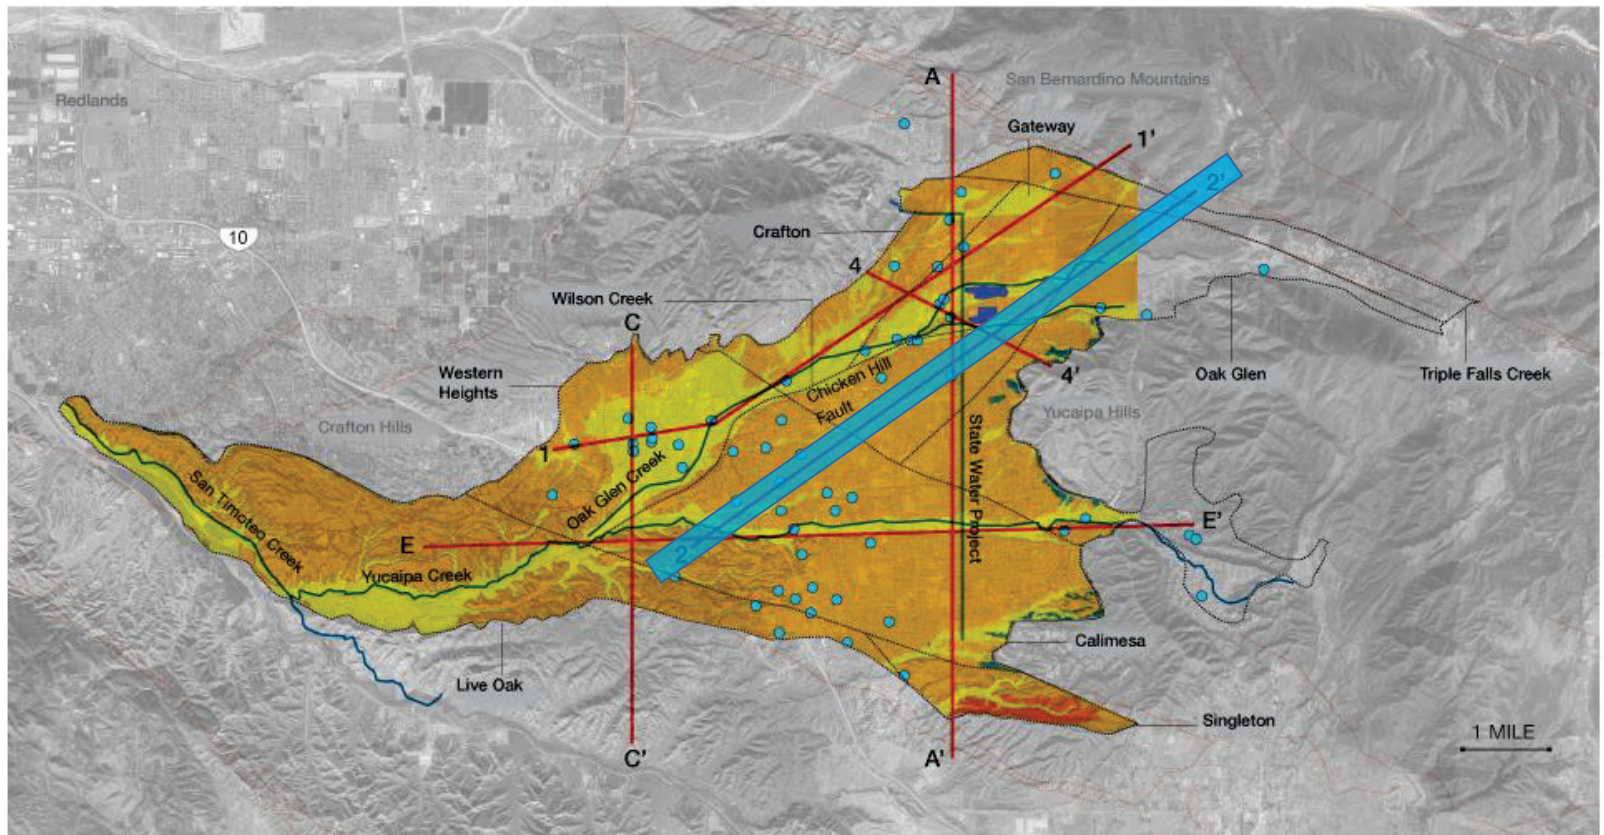 A
San Bernardino Mountains
Redlands
Gateway
1'
2'
10
Crafton
4
Wilson Creek
C
Western
Heights
Chicken Hill
Fault
4'
Oak Glen
Triple Falls Creek
Crafton Hills
Yucaipa Hills
1
State Water Project
Oak Glen Creek
San Timoteo Creek
E
E'
2'
Yucaipa Creek
Calimesa
Live Oak
Singleton
1 MILE
C'
A'